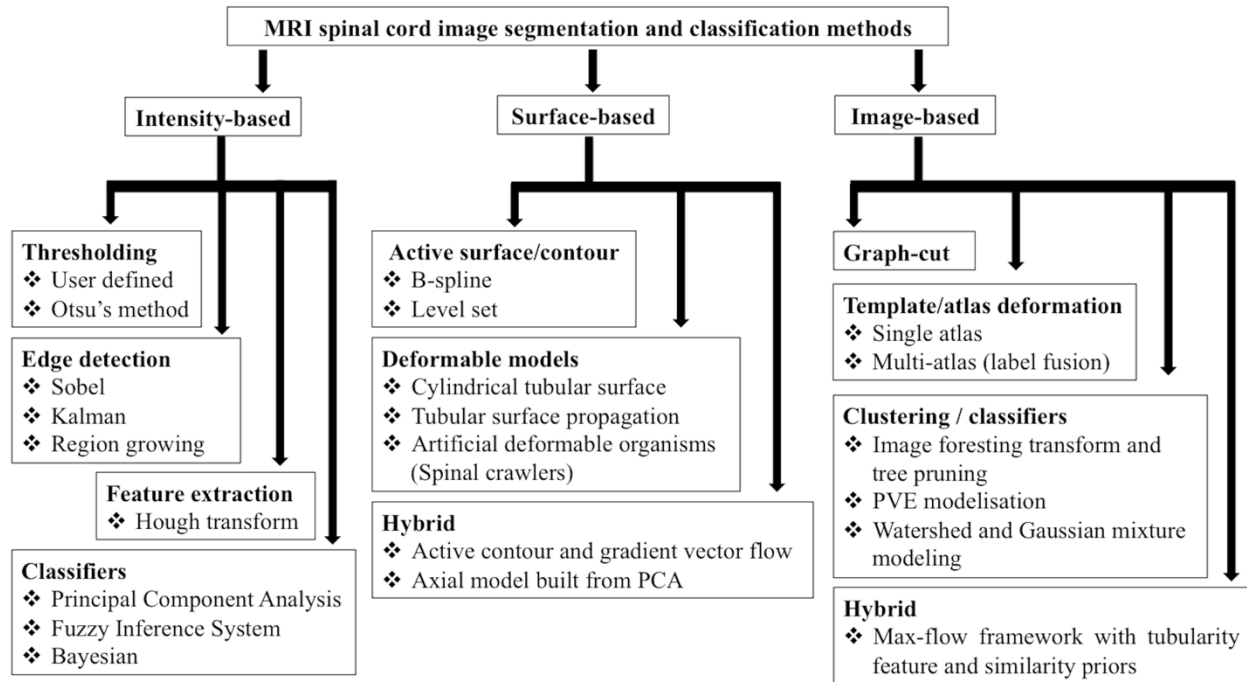 MRI spinal cord image segmentation and classification methods
Intensity-based
Surface-based
Image-based
Thresholding
❖ User defined
❖ Otsu's method
Edge detection
❖ Sobel
❖ Kalman
❖ Region growing
Feature extraction
❖ Hough transform
Classifiers
❖ Principal Component Analysis
❖ Fuzzy Inference System
❖ Bayesian
Active surface/contour
❖ B-spline
❖ Level set
Deformable models
❖ Cylindrical tubular surface
❖ Tubular surface propagation
❖ Artificial deformable organisms
(Spinal crawlers)
Hybrid
❖ Active contour and gradient vector flow
❖ Axial model built from PCA
Graph-cut
Template/atlas deformation
❖ Single atlas
❖ Multi-atlas (label fusion)
Clustering / classifiers
❖ Image foresting transform and
tree pruning
❖ PVE modelisation
❖ Watershed and Gaussian mixture
modeling
Hybrid
❖ Max-flow framework with tubularity
feature and similarity priors